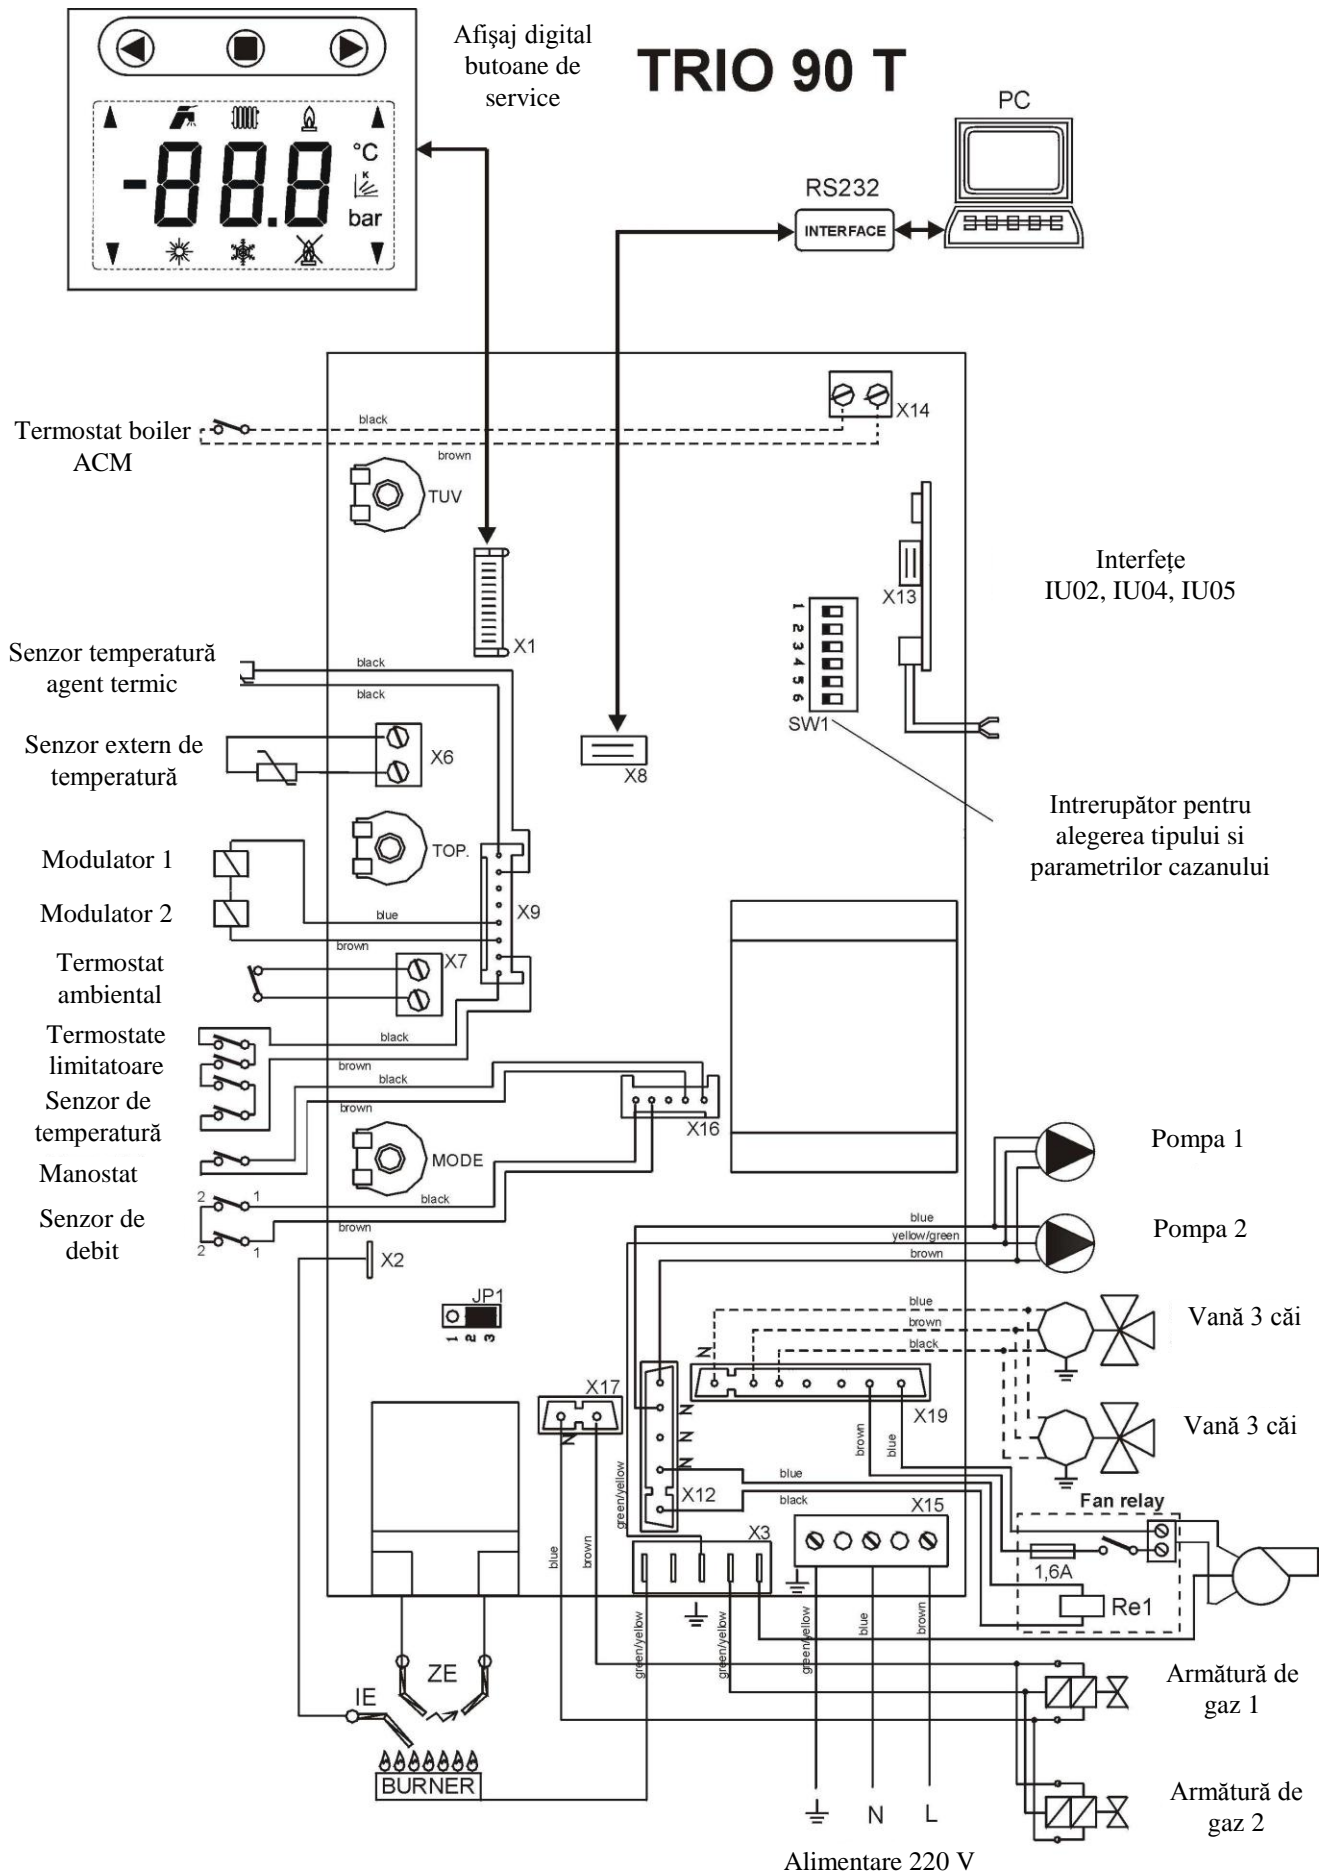 Afişaj digital
butoane de
service
TRIO 90 T
PC
RS232
INTERFACE
-88.8
°C
K
bar
X14
black
Termostat boiler
ACM
brown
TUV
Interfețe
IU02, IU04, IU05
X13
1
2
3
4
5
6
SW1
X1
Senzor temperatură
agent termic
black
black
Senzor extern de
temperatură
X6
X8
Intrerupător pentru
alegerea tipului si
parametrilor cazanului
TOP.
Modulator 1
Modulator 2
blue
X9
brown
X7
Termostat
ambiental
Termostate
limitatoare
black
brown
black
Senzor de
temperatură
brown
X16
Manostat
MODE
Pompa 1
2 1
black
Senzor de
debit
brown
2 1
blue
yellow/green
brown
Pompa 2
X2
JP1
1 2 3
blue
brown
black
Vană 3 căi
N
X17
N
X19
N
N
N
brown
blue
Vană 3 căi
blue
black
X12
green/yellow
X15
Fan relay
X3
blue
brown
1,6A
Re1
green/yellow
green/yellow
green/yellow
blue
brown
ZE
IE
Armătură de
gaz 1
BURNER
N
L
Armătură de
gaz 2
Alimentare 220 V